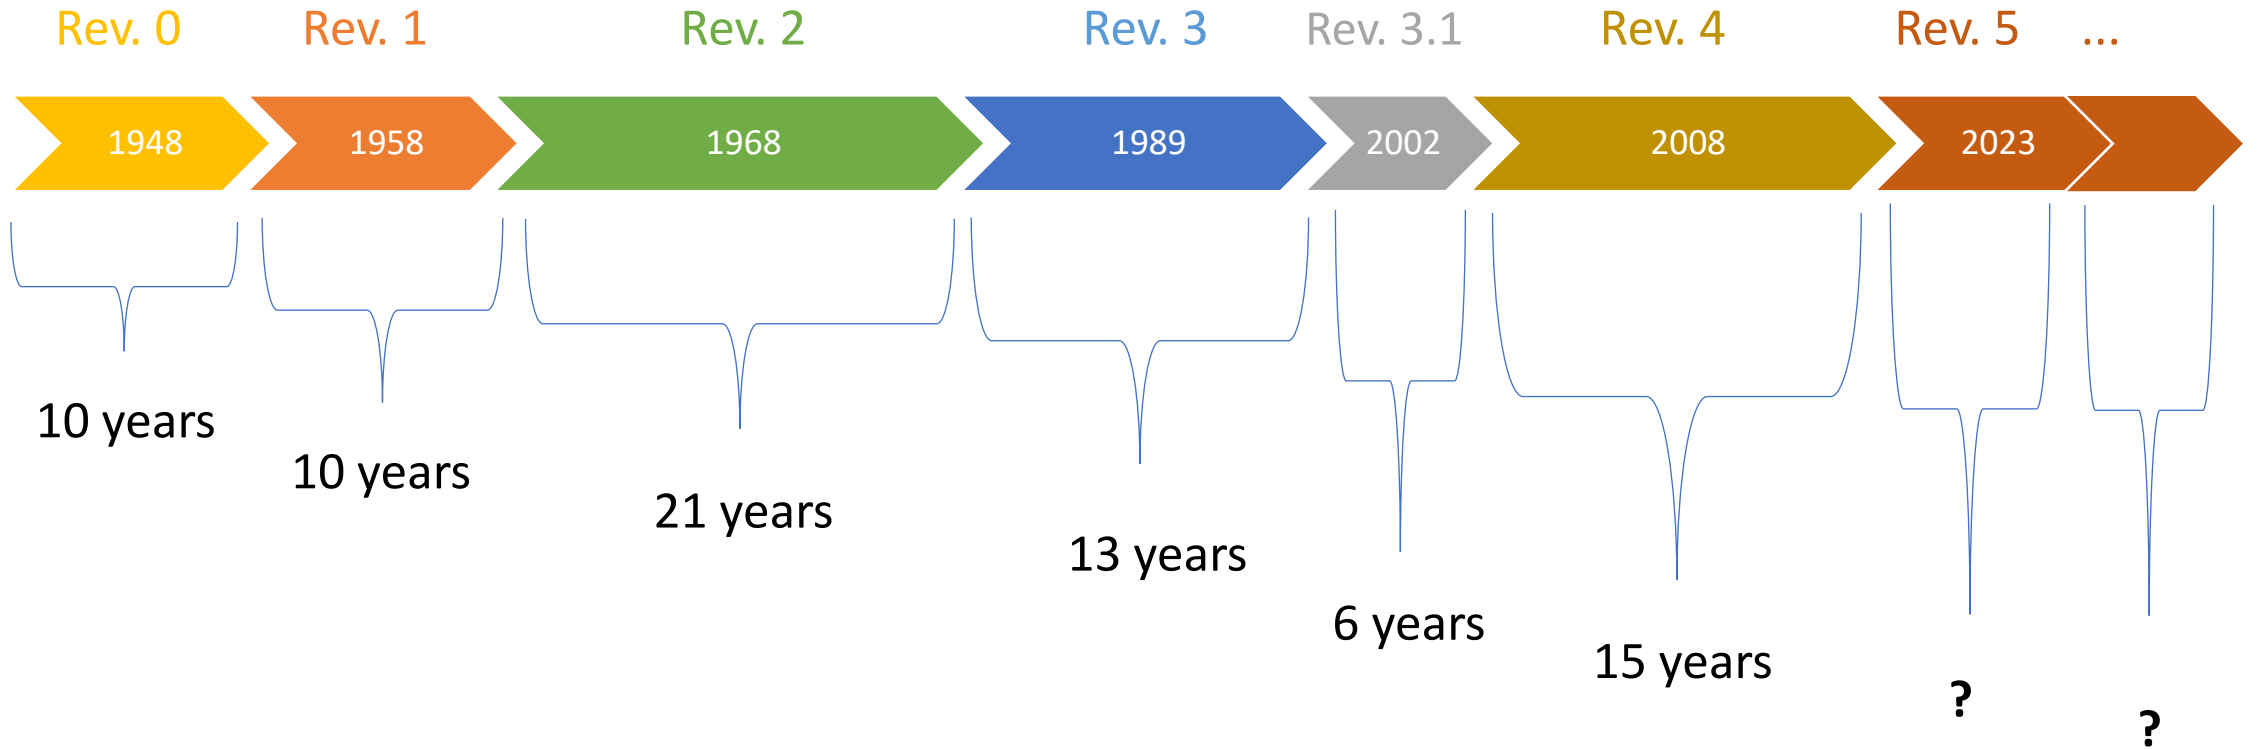 Rev. 0 Rev. 1 Rev. 2 Rev. 3 Rev. 3.1 Rev. 4 Rev. 5 ...
1948 1958 1968 1989 2002 2008 2023
10 years
10 years
21 years
13 years
6 years
15 years
?
?